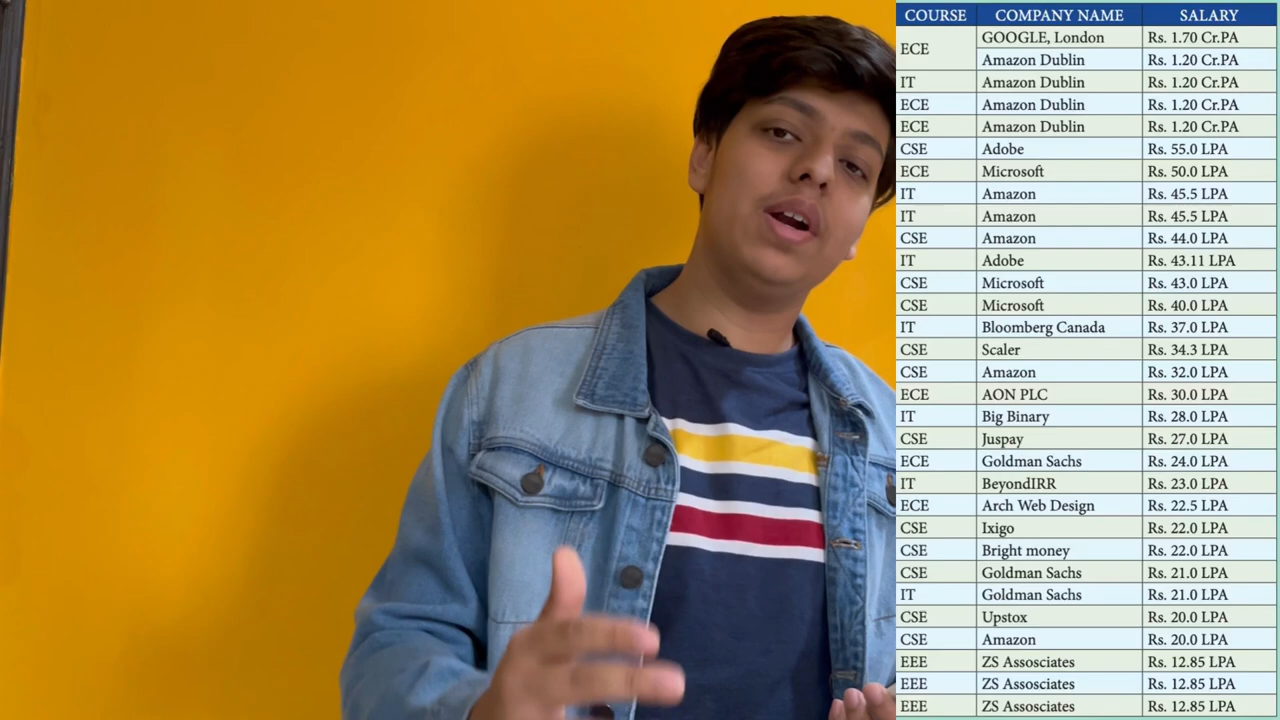 COURSE COMPANY NAME SALARY
ECE GOOGLE, London Rs. 1.70 Cr.PA
Amazon Dublin Rs. 1.20 Cr.PA
IT Amazon Dublin Rs. 1.20 Cr.PA
ECE Amazon Dublin Rs. 1.20 Cr.PA
ECE Amazon Dublin Rs. 1.20 Cr.PA
CSE Adobe Rs. 55.0 LPA
ECE Microsoft Rs. 50.0 LPA
IT Amazon Rs. 45.5 LPA
IT Amazon Rs. 45.5 LPA
CSE Amazon Rs. 44.0 LPA
IT Adobe Rs. 43.11 LPA
CSE Microsoft Rs. 43.0 LPA
CSE Microsoft Rs. 40.0 LPA
IT Bloomberg Canada Rs. 37.0 LPA
CSE Scaler Rs. 34.3 LPA
CSE Amazon Rs. 32.0 LPA
ECE AON PLC Rs. 30.0 LPA
IT Big Binary Rs. 28.0 LPA
CSE Juspay Rs. 27.0 LPA
ECE Goldman Sachs Rs. 24.0 LPA
IT BeyondIRR Rs. 23.0 LPA
ECE Arch Web Design Rs. 22.5 LPA
CSE Ixigo Rs. 22.0 LPA
CSE Bright money Rs. 22.0 LPA
CSE Goldman Sachs Rs. 21.0 LPA
IT Goldman Sachs Rs. 21.0 LPA
CSE Upstox Rs. 20.0 LPA
CSE Amazon Rs. 20.0 LPA
EEE ZS Assosciates Rs. 12.85 LPA
EEE ZS Assosciates Rs. 12.85 LPA
EEE ZS Assosciates Rs. 12.85 LPA